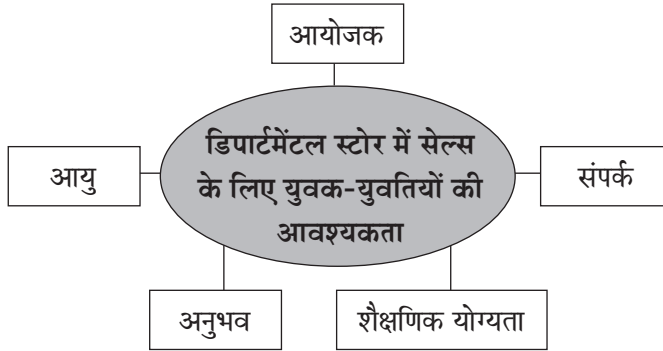 आयोजक
डिपार्टमेंटल स्टोर में सेल्स
के लिए युवक-युवतियों की
आवश्यकता
आयु
संपर्क
अनुभव
शैक्षणिक योग्यता